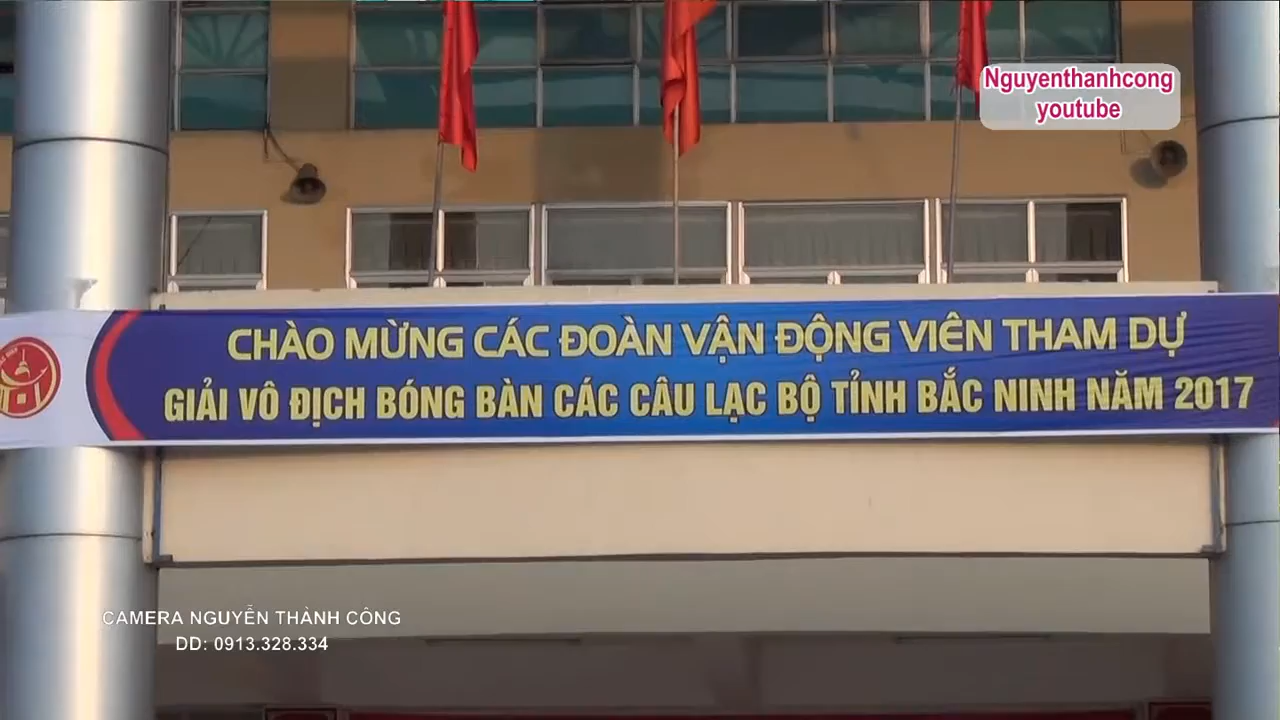 Nguyenthanhcong
youtube
CHÀO MỪNG CÁC ĐOÀN VẬN ĐỘNG VIÊN THAM DỰ
GIẢI VÔ ĐỊCH BÓNG BÀN CÁC CÂU LẠC BỘ TỈNH BẮC NINH NĂM 2017
CAMERA NGUYỄN THÀNH CÔNG
DD: 0913.328.334